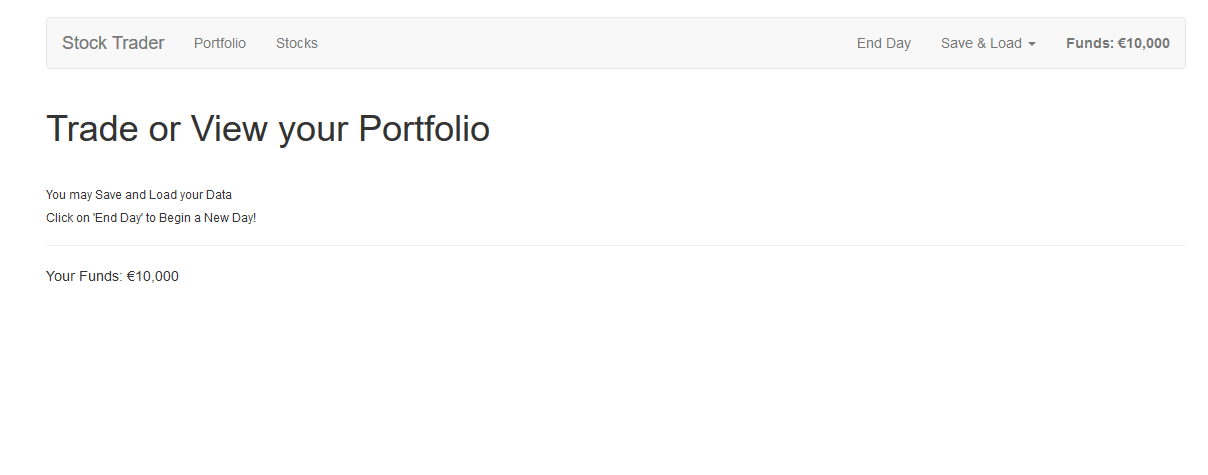 Stock Trader Portfolio Stocks End Day Save & Load Funds: €10,000
Trade or View your Portfolio
You may Save and Load your Data
Click on 'End Day' to Begin a New Day!
Your Funds: €10,000